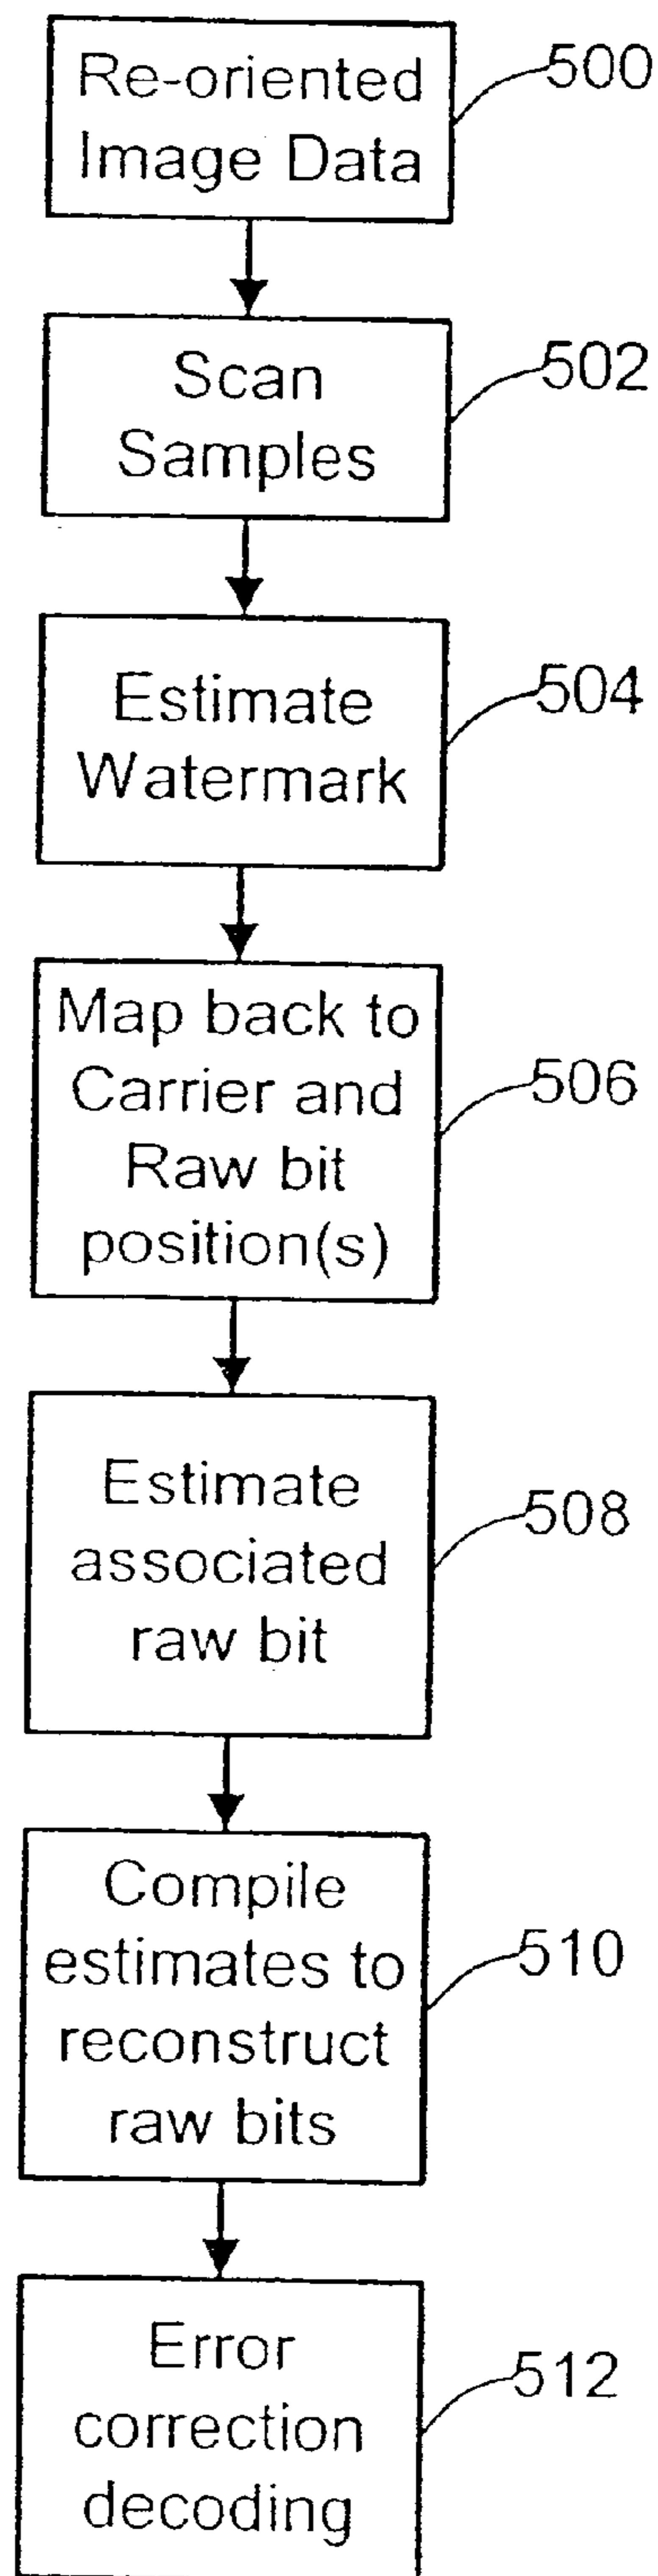 Re-oriented
Image Data
500
Scan
Samples
502
Estimate
Watermark
504
Map back to
Carrier and
Raw bit
position(s)
506
Estimate
associated
raw bit
508
Compile
estimates to
reconstruct
raw bits
510
Error
correction
decoding
512